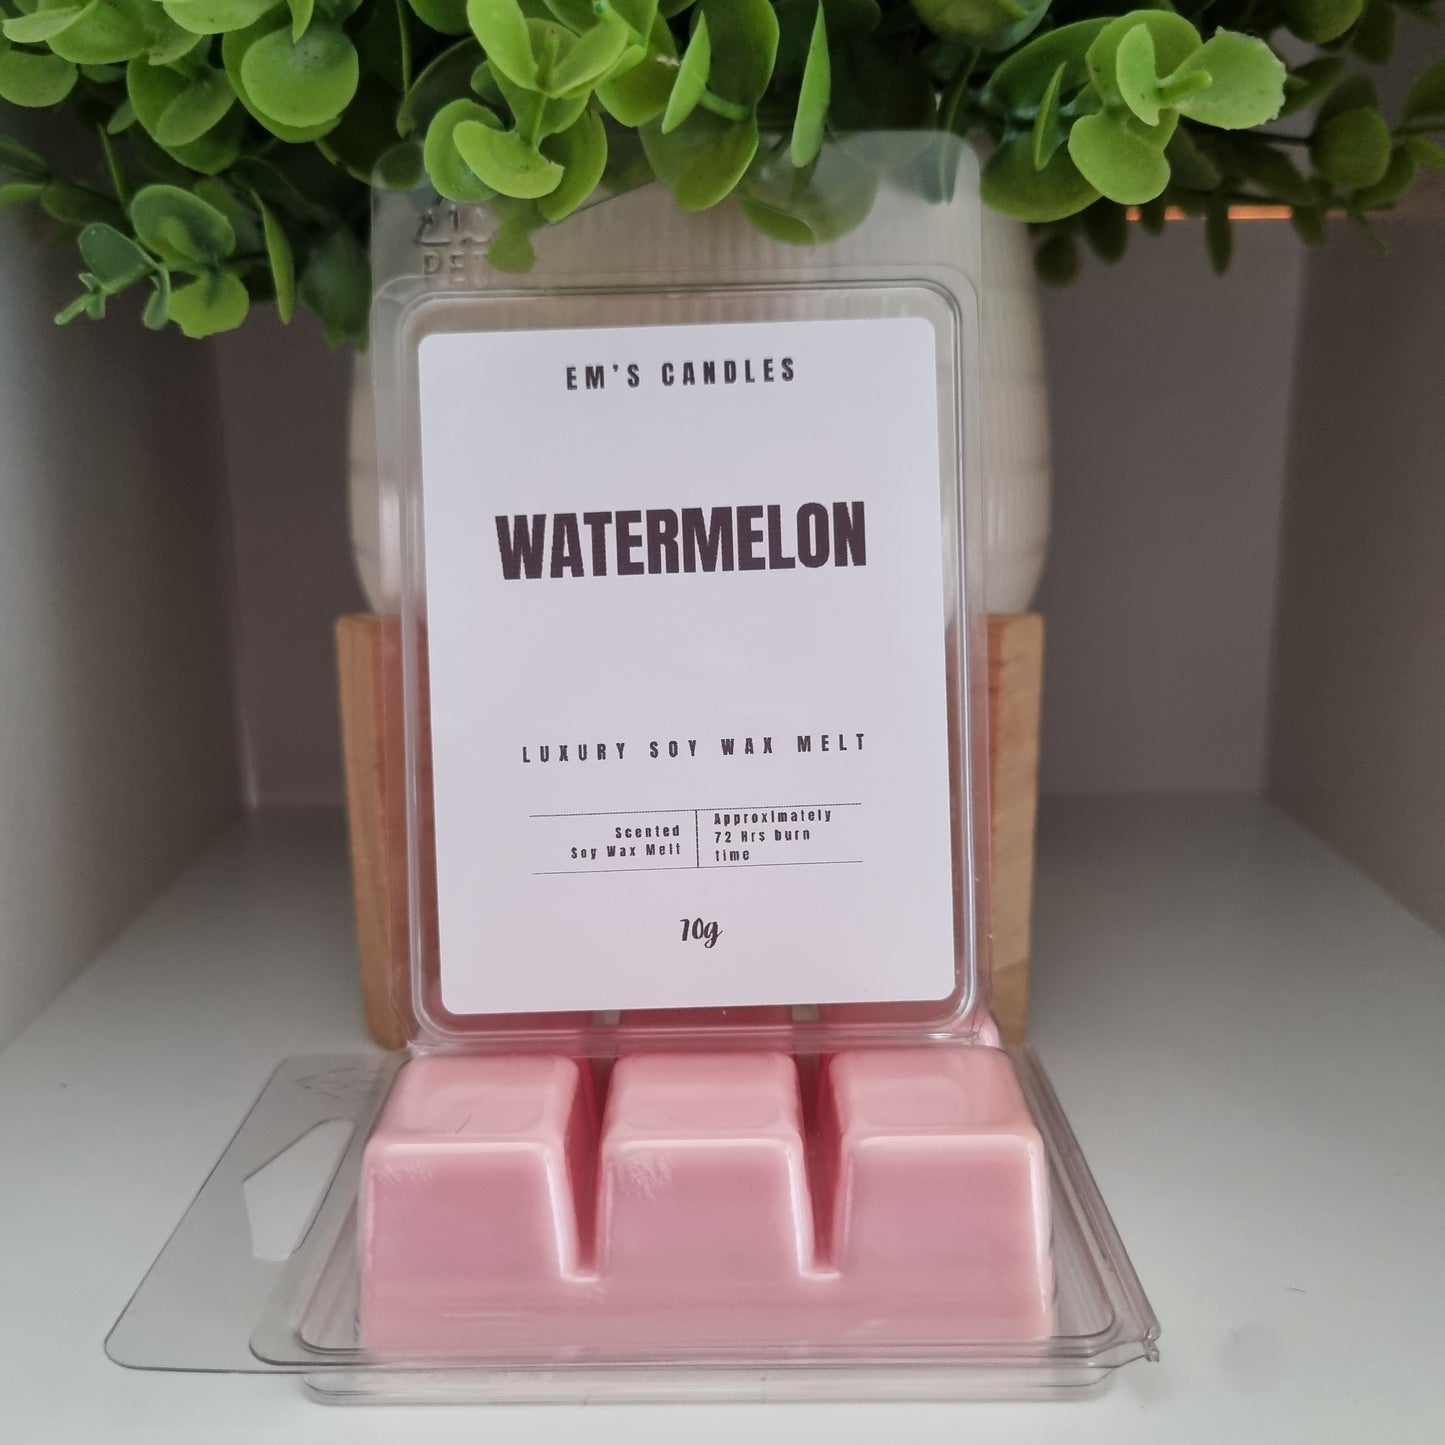 EM'S CANDLES
WATERMELON
LUXURY SOY WAX MELT
Scented
Soy Wax Melt
Approximately
72 Hrs burn
time
70g